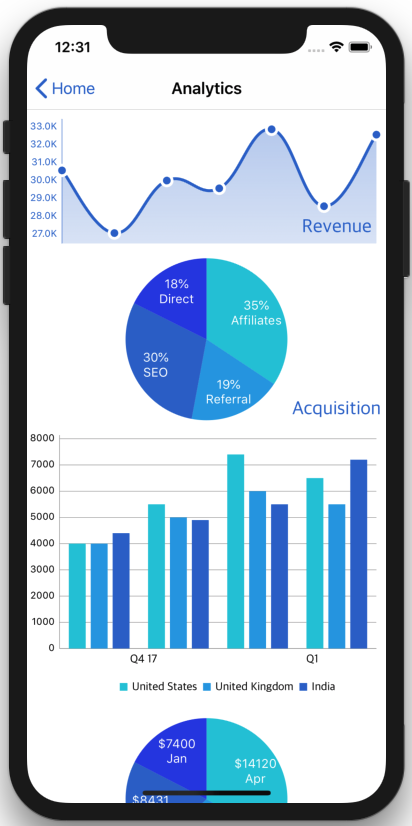 12:31
Home
Analytics
33.0K
32.0K
31.0K
30.0K
29.0K
28.0K
27.0K
Revenue
18%
Direct
35%
Affiliates
30%
SEO
19%
Referral
Acquisition
8000
7000
6000
5000
4000
3000
2000
1000
0
Q4 17
Q1
United States
United Kingdom
India
$7400
Jan
$14120
Apr
$8431